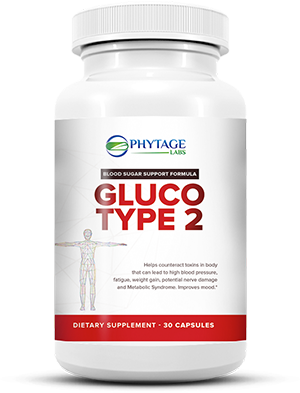 PHYTAGE
LABS
BLOOD SUGAR SUPPORT FORMULA
GLUCO
TYPE 2
Helps counteract toxins in body
that can lead to high blood pressure,
fatigue, weight gain, potential nerve damage
and Metabolic Syndrome. Improves mood.*
DIETARY SUPPLEMENT - 30 CAPSULES